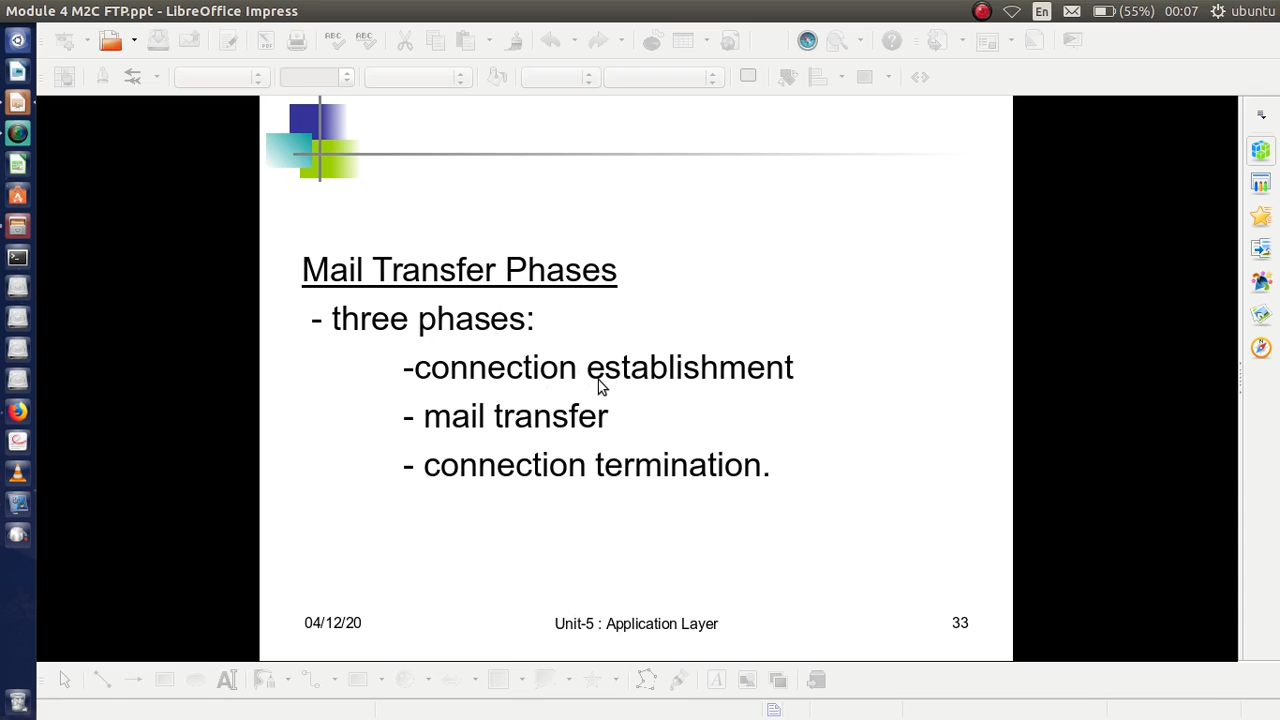 Module 4 M2C FTP.ppt - LibreOffice Impress
En
(55%)
00:07
ubuntu
Mail Transfer Phases
- three phases:
-connection establishment
- mail transfer
- connection termination.
04/12/20
Unit-5 : Application Layer
33